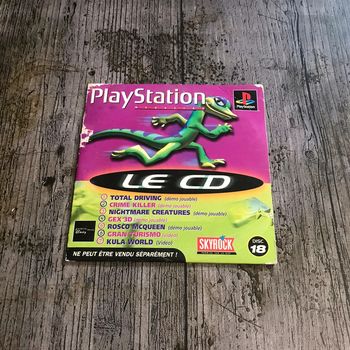 PlayStation
PlayStation
LE CD
TOTAL DRIVING (démo jouable)
CRIME KILLER (démo jouable)
NIGHTMARE CREATURES (démo jouable)
GEX 3D (démo jouable)
ROSCO MCQUEEN (démo jouable)
GRAN TURISMO (vidéo)
KULA WORLD (Vidéo)
SKYROCK
DISC
18
NE PEUT ÊTRE VENDU SÉPARÉMENT !